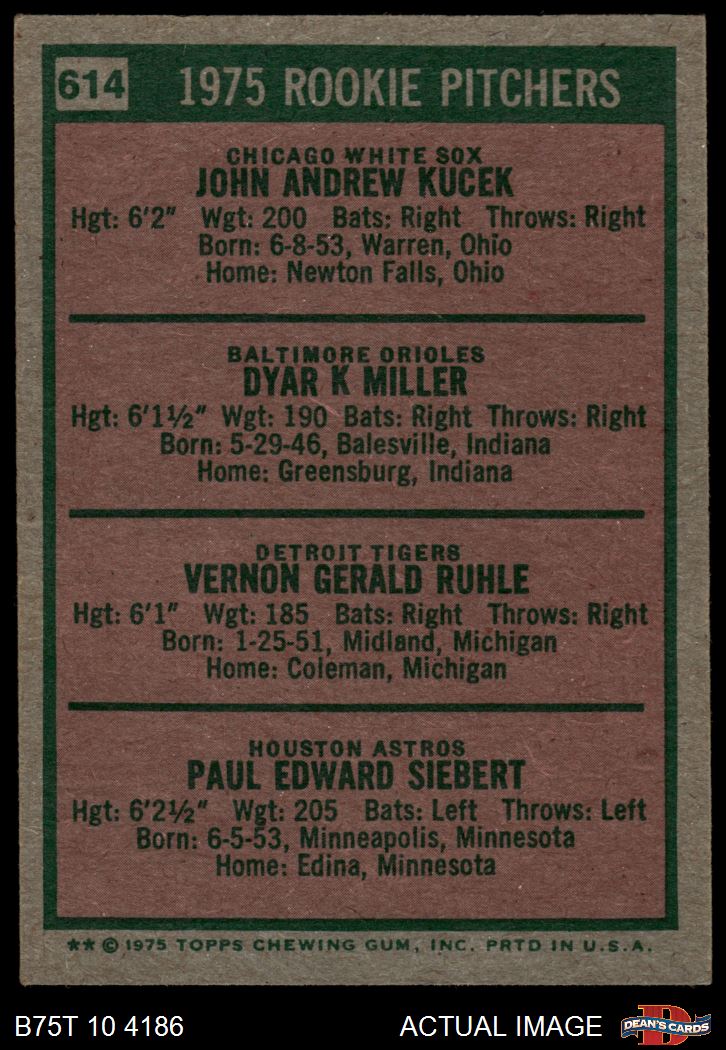 614 1975 ROOKIE PITCHERS
CHICAGO WHITE SOX
JOHN ANDREW KUCEK
Hgt: 6'2" Wgt: 200 Bats: Right Throws: Right
Born: 6-8-53, Warren, Ohio
Home: Newton Falls, Ohio
BALTIMORE ORIOLES
DYAR K MILLER
Hgt: 6'1½" Wgt: 190 Bats: Right Throws: Right
Born: 5-29-46, Balesville, Indiana
Home: Greensburg, Indiana
DETROIT TIGERS
VERNON GERALD RUHLE
Hgt: 6'1" Wgt: 185 Bats: Right Throws: Right
Born: 1-25-51, Midland, Michigan
Home: Coleman, Michigan
HOUSTON ASTROS
PAUL EDWARD SIEBERT
Hgt: 6'2½" Wgt: 205 Bats: Left Throws: Left
Born: 6-5-53, Minneapolis, Minnesota
Home: Edina, Minnesota
** © 1975 TOPPS CHEWING GUM, INC. PRTD IN U.S.A.
B75T 10 4186 ACTUAL IMAGE D DEAN'S CARDS